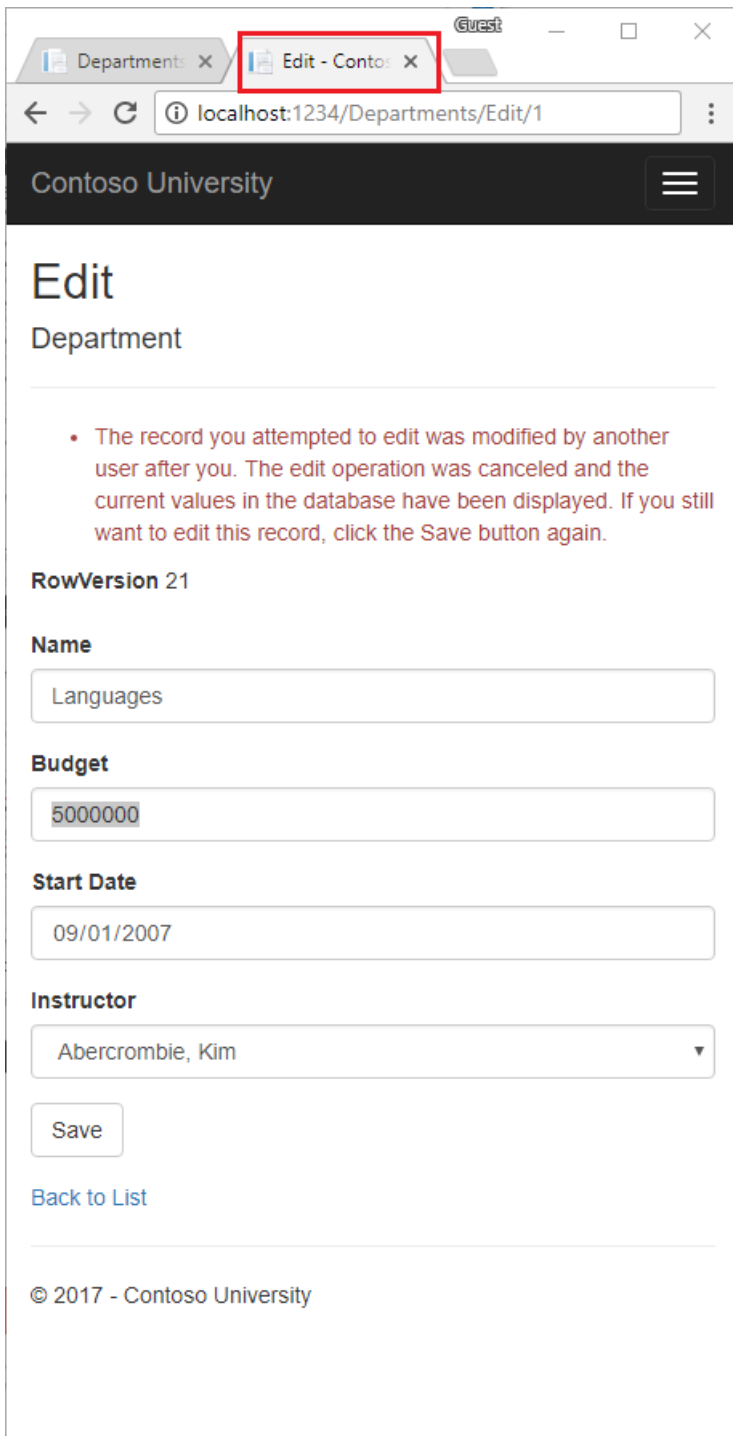 Guest
Departments
Edit - Contos
localhost:1234/Departments/Edit/1
Contoso University
Edit
Department
• The record you attempted to edit was modified by another
user after you. The edit operation was canceled and the
current values in the database have been displayed. If you still
want to edit this record, click the Save button again.
RowVersion 21
Name
Languages
Budget
5000000
Start Date
09/01/2007
Instructor
Abercrombie, Kim
Save
Back to List
© 2017 - Contoso University